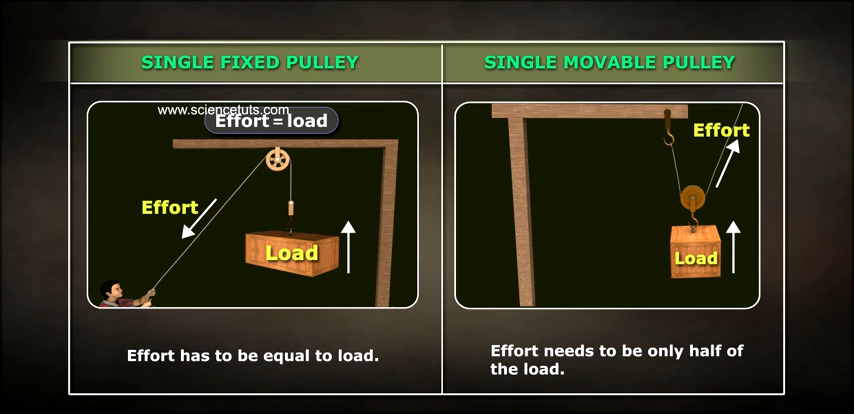 SINGLE FIXED PULLEY
SINGLE MOVABLE PULLEY
www.sciencetuts.com
Effort = load
Effort
Load
Effort
Load
Effort has to be equal to load.
Effort needs to be only half of
the load.